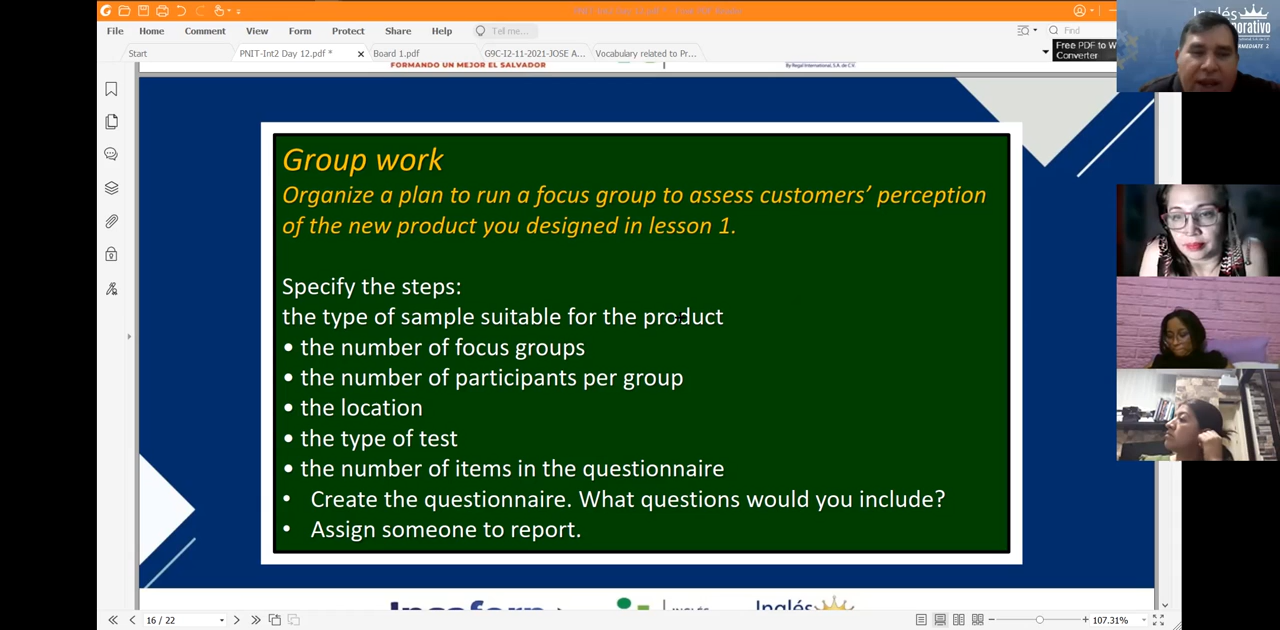 File Home Comment View Form Protect Share Help Tell me... Find
Start PNIT-Int2 Day 12.pdf * Board 1.pdf G9C-I2-11-2021-JOSE A... Vocabulary related to Pr...
Free PDF to W
Converter
Inglés
FORMANDO UN MEJOR EL SALVADOR
By Regal International, S.A. de C.V.
Group work
Organize a plan to run a focus group to assess customers’ perception
of the new product you designed in lesson 1.
Specify the steps:
the type of sample suitable for the product
• the number of focus groups
• the number of participants per group
• the location
• the type of test
• the number of items in the questionnaire
• Create the questionnaire. What questions would you include?
• Assign someone to report.
16 / 22
107.31%